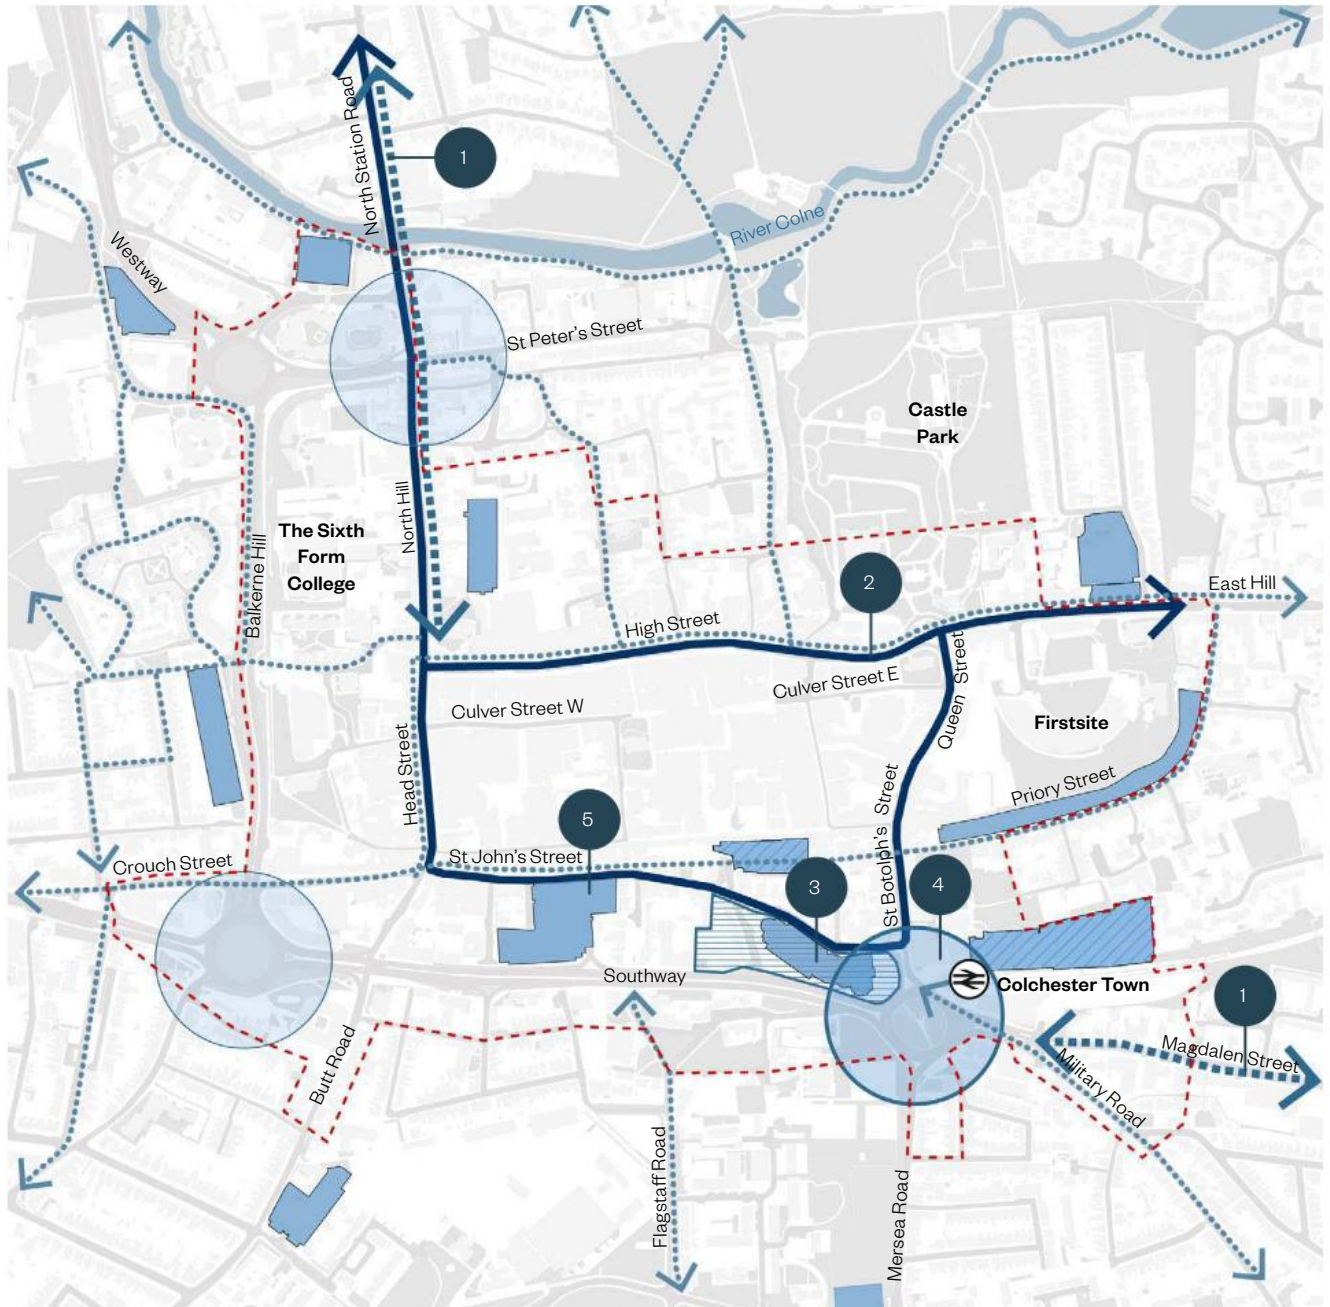 North Station Road
1
River Colne
Westway
St Peter's Street
Castle
Park
North Hill
The Sixth
Form
College
Balkerne Hill
2
East Hill
High Street
Culver Street E
Queen Street
Culver Street W
Firstsite
Head Street
Priory Street
St Botolph's Street
5
St John's Street
Crouch Street
3
4
Southway
Colchester Town
1
Magdalen Street
Military Road
Butt Road
Flagstaff Road
Mersea Road